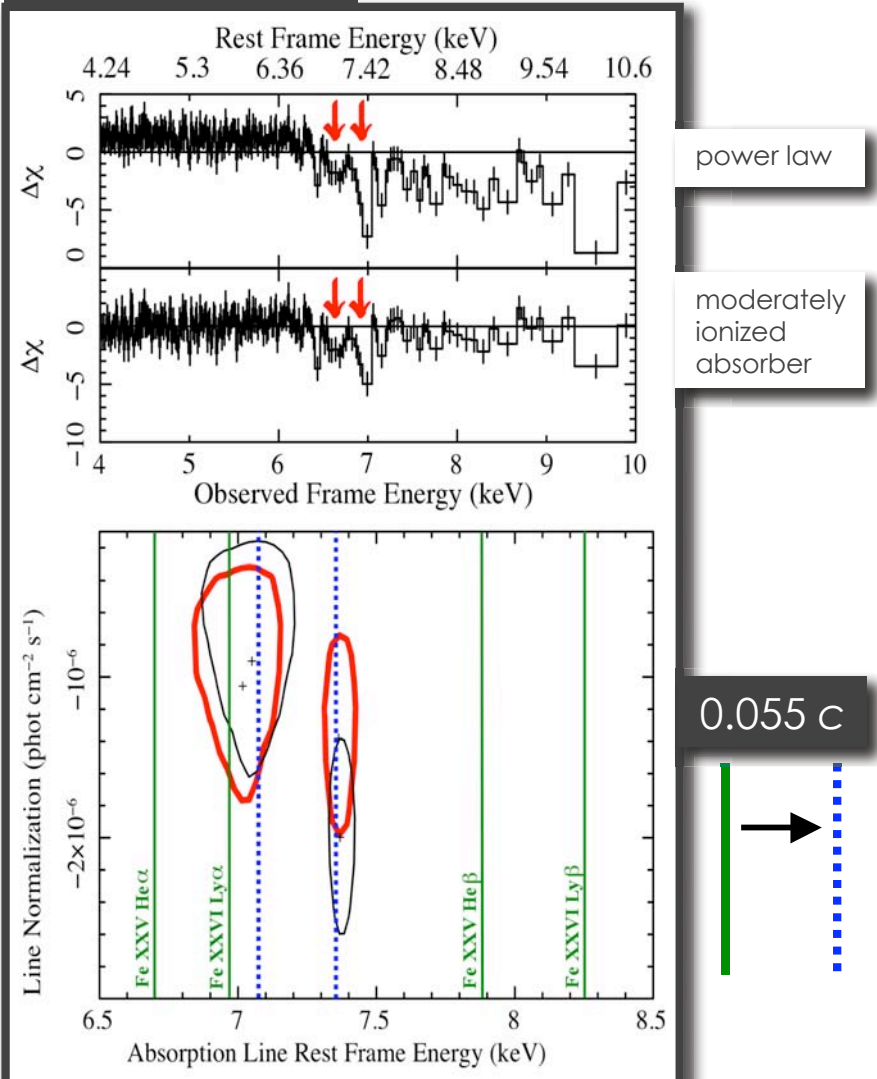 Rest Frame Energy (keV)
4.24 5.3 6.36 7.42 8.48 9.54 10.6
5
0
−5
0
Δχ
power law
0
−5
−10
Δχ
moderately
ionized
absorber
4 5 6 7 8 9 10
Observed Frame Energy (keV)
Line Normalization (phot cm⁻² s⁻¹)
−10⁻⁶
−2×10⁻⁶
Fe XXV Heα
Fe XXVI Lyα
Fe XXV Heβ
Fe XXVI Lyβ
0.055 c
6.5 7 7.5 8 8.5
Absorption Line Rest Frame Energy (keV)